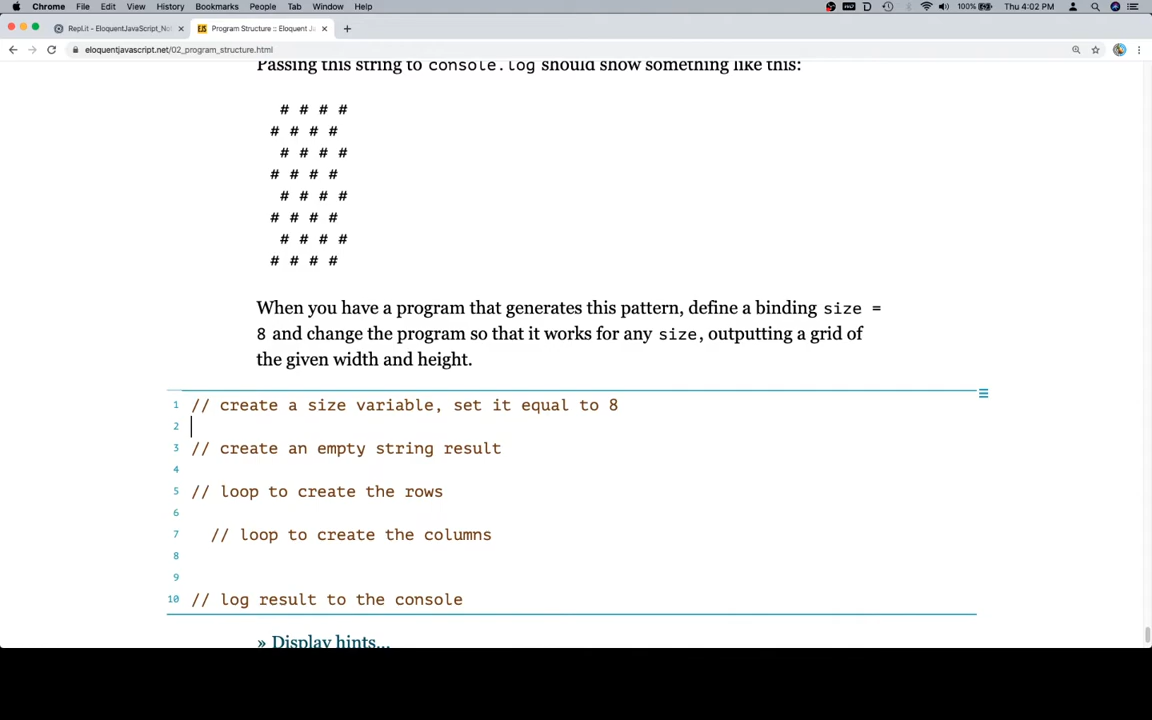 Chrome File Edit View History Bookmarks People Tab Window Help 100% Thu 4:02 PM
Repl.it - EloquentJavaScript_No × Program Structure :: Eloquent Ja × +
eloquentjavascript.net/02_program_structure.html
Passing this string to console.log should show something like this:
# # # #
# # # #
# # # #
# # # #
# # # #
# # # #
# # # #
# # # #
When you have a program that generates this pattern, define a binding size =
8 and change the program so that it works for any size, outputting a grid of
the given width and height.
1 // create a size variable, set it equal to 8
2
3 // create an empty string result
4
5 // loop to create the rows
6
7 // loop to create the columns
8
9
10 // log result to the console
» Display hints...